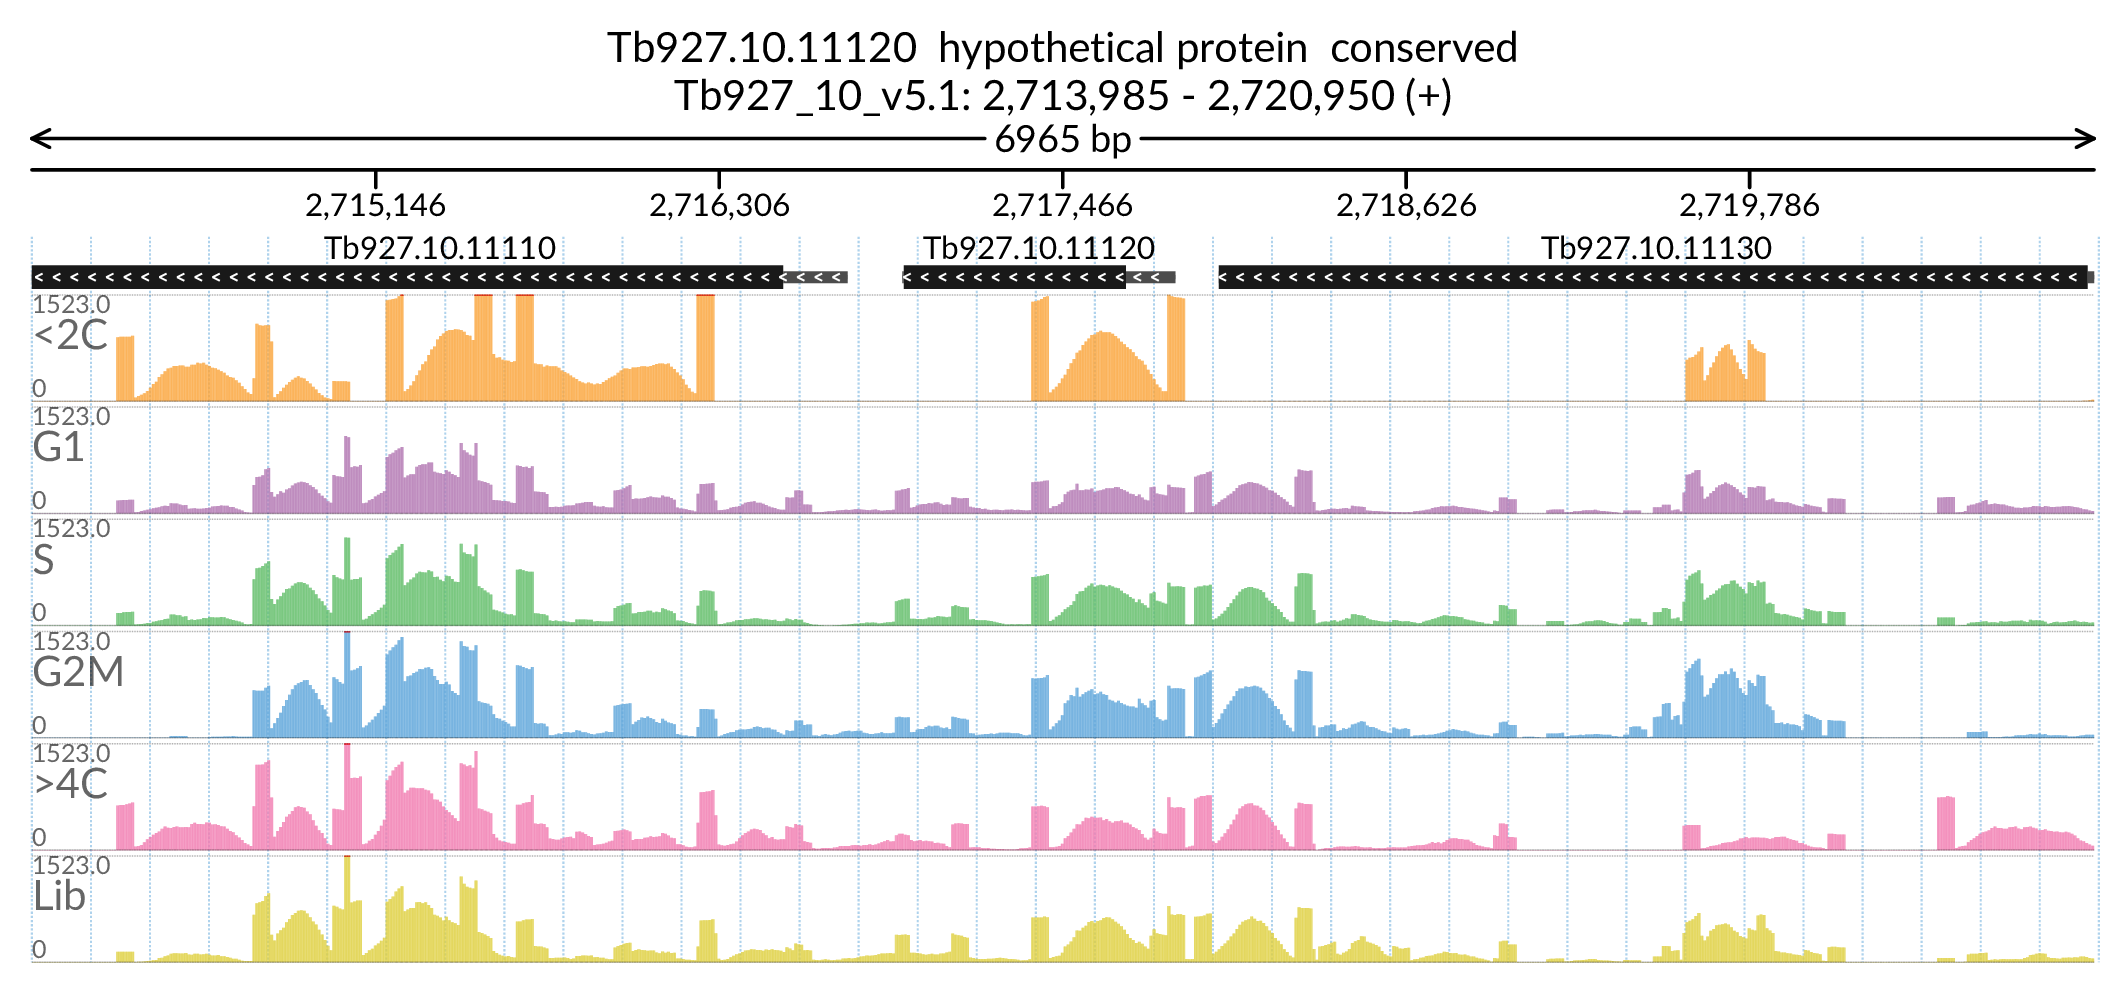 Tb927.10.11120  hypothetical protein  conserved
Tb927_10_v5.1: 2,713,985 - 2,720,950 (+)
6965 bp
2,715,146 2,716,306 2,717,466 2,718,626 2,719,786
Tb927.10.11110 Tb927.10.11120 Tb927.10.11130
1523.0
<2C
0
1523.0
G1
0
1523.0
S
0
1523.0
G2M
0
1523.0
>4C
0
1523.0
Lib
0